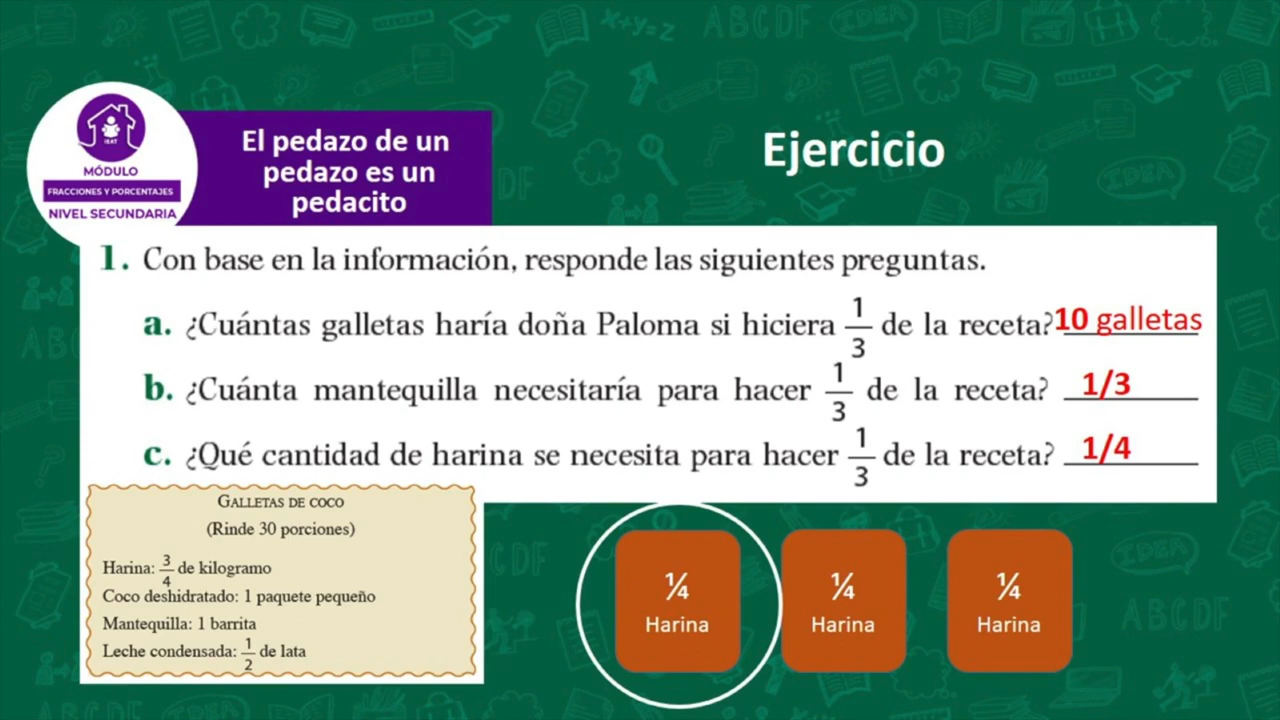 El pedazo de un
pedazo es un
pedacito
Ejercicio
IEAT
MÓDULO
FRACCIONES Y PORCENTAJES
NIVEL SECUNDARIA
1. Con base en la información, responde las siguientes preguntas.
a. ¿Cuántas galletas haría doña Paloma si hiciera 1/3 de la receta? 10 galletas
b. ¿Cuánta mantequilla necesitaría para hacer 1/3 de la receta? 1/3
c. ¿Qué cantidad de harina se necesita para hacer 1/3 de la receta? 1/4
GALLETAS DE COCO
(Rinde 30 porciones)
Harina: 3/4 de kilogramo
Coco deshidratado: 1 paquete pequeño
Mantequilla: 1 barrita
Leche condensada: 1/2 de lata
¼ ¼ ¼
Harina Harina Harina